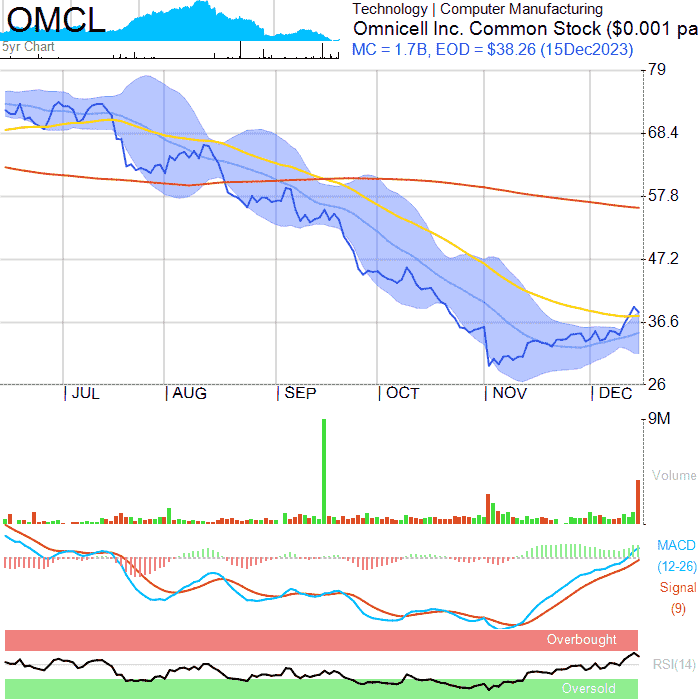 OMCL
5yr Chart
Technology | Computer Manufacturing
Omnicell Inc. Common Stock ($0.001 pa
MC = 1.7B, EOD = $38.26 (15Dec2023)
79
68.4
57.8
47.2
36.6
26
| JUL | AUG | SEP | OCT | NOV | DEC
9M
Volume
MACD
(12-26)
Signal
(9)
Overbought
RSI(14)
Oversold